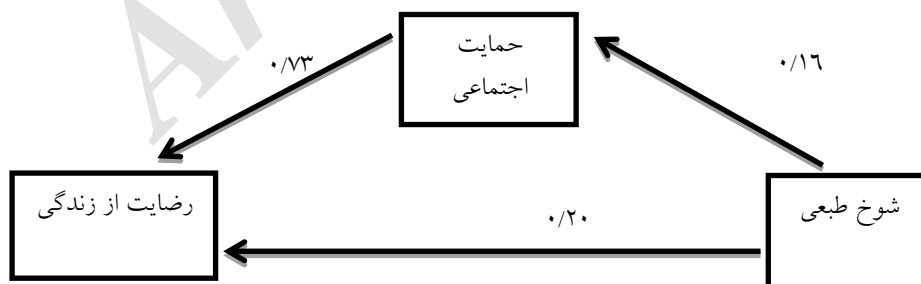 حمایت
اجتماعی
۰/۷۳
۰/۱۶
رضایت از زندگی
شوخ طبعی
۰/۲۰